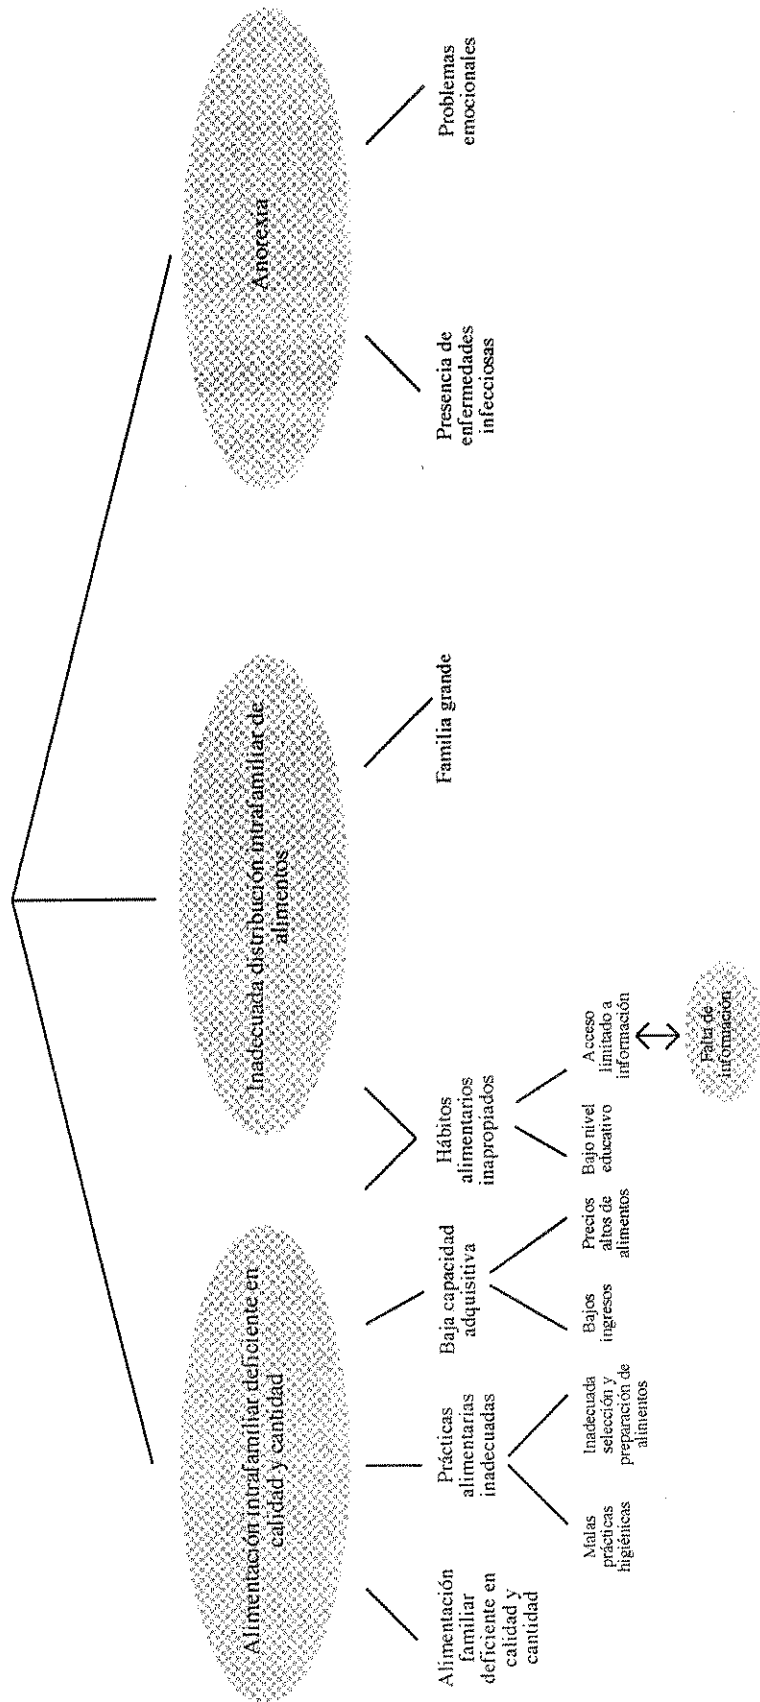 Alimentación intrafamiliar deficiente en
calidad y cantidad
Inadecuada distribución intrafamiliar de
alimentos
Anorexia
Alimentación
familiar
deficiente en
calidad y
cantidad
Prácticas
alimentarias
inadecuadas
Baja capacidad
adquisitiva
Hábitos
alimentarios
inapropiados
Familia grande
Presencia de
enfermedades
infecciosas
Problemas
emocionales
Malas
prácticas
higiénicas
Inadecuada
selección y
preparación de
alimentos
Bajos
ingresos
Precios
altos de
alimentos
Bajo nivel
educativo
Acceso
limitado a
información
Falta de
información